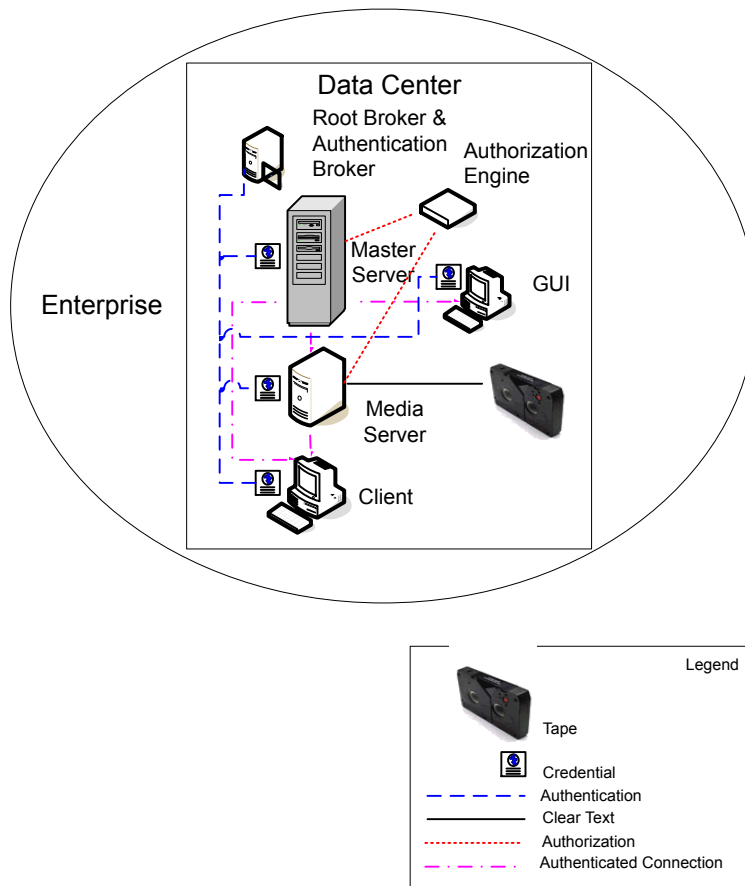 Data Center
Root Broker &
Authentication
Broker
Authorization
Engine
Master
Server
GUI
Enterprise
Media
Server
Client
Legend
Tape
Credential
Authentication
Clear Text
Authorization
Authenticated Connection